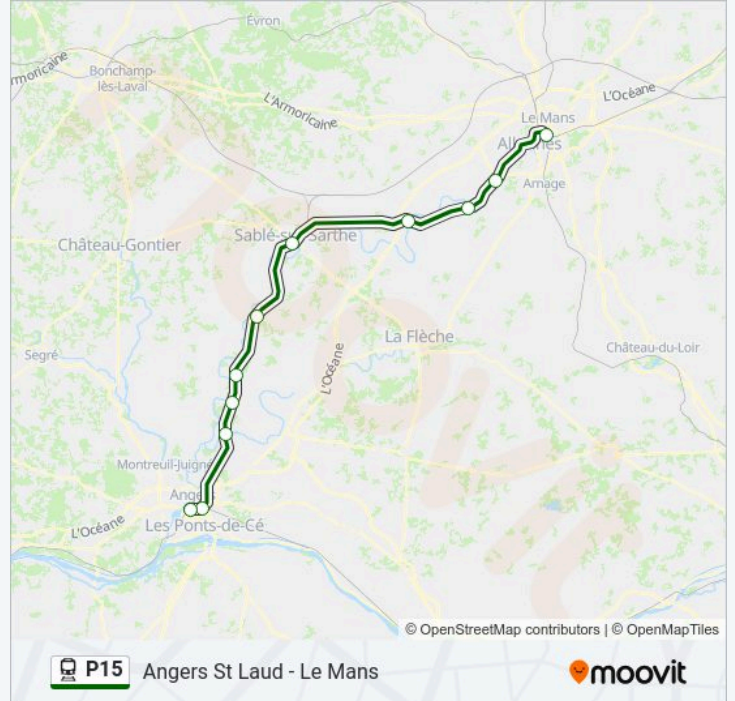 Évron
Armoricaine
Bonchamp-
lès-Laval
L'Armoricaine
L'Océane
Le Mans
Allonnes
Arnage
Château-Gontier
Sablé-sur-Sarthe
La Flèche
L'Océane
Château-du-Loir
Segré
Montreuil-Juigné
Angers
L'Océane
Les Ponts-de-Cé
© OpenStreetMap contributors | © OpenMapTiles
P15 Angers St Laud - Le Mans
moovit